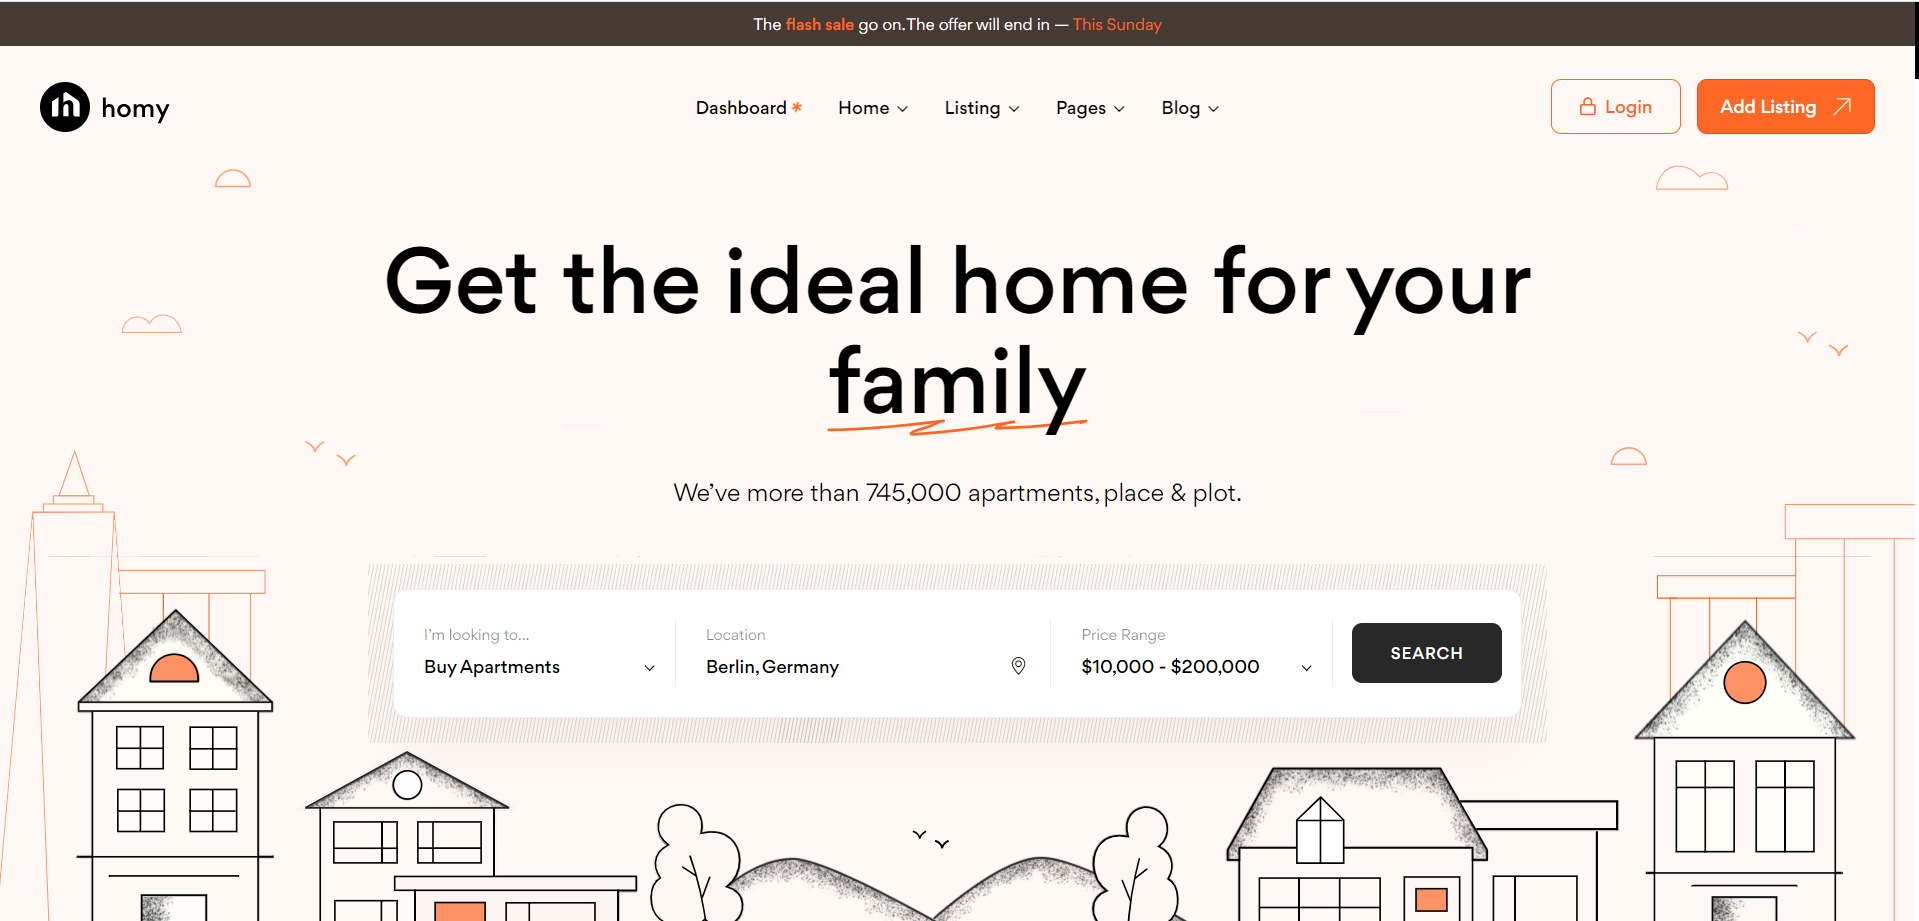 The flash sale go on.The offer will end in — This Sunday
homy
Dashboard *
Home
Listing
Pages
Blog
Login
Add Listing
Get the ideal home for your
family
We’ve more than 745,000 apartments, place & plot.
I’m looking to...
Buy Apartments
Location
Berlin, Germany
Price Range
$10,000 - $200,000
SEARCH